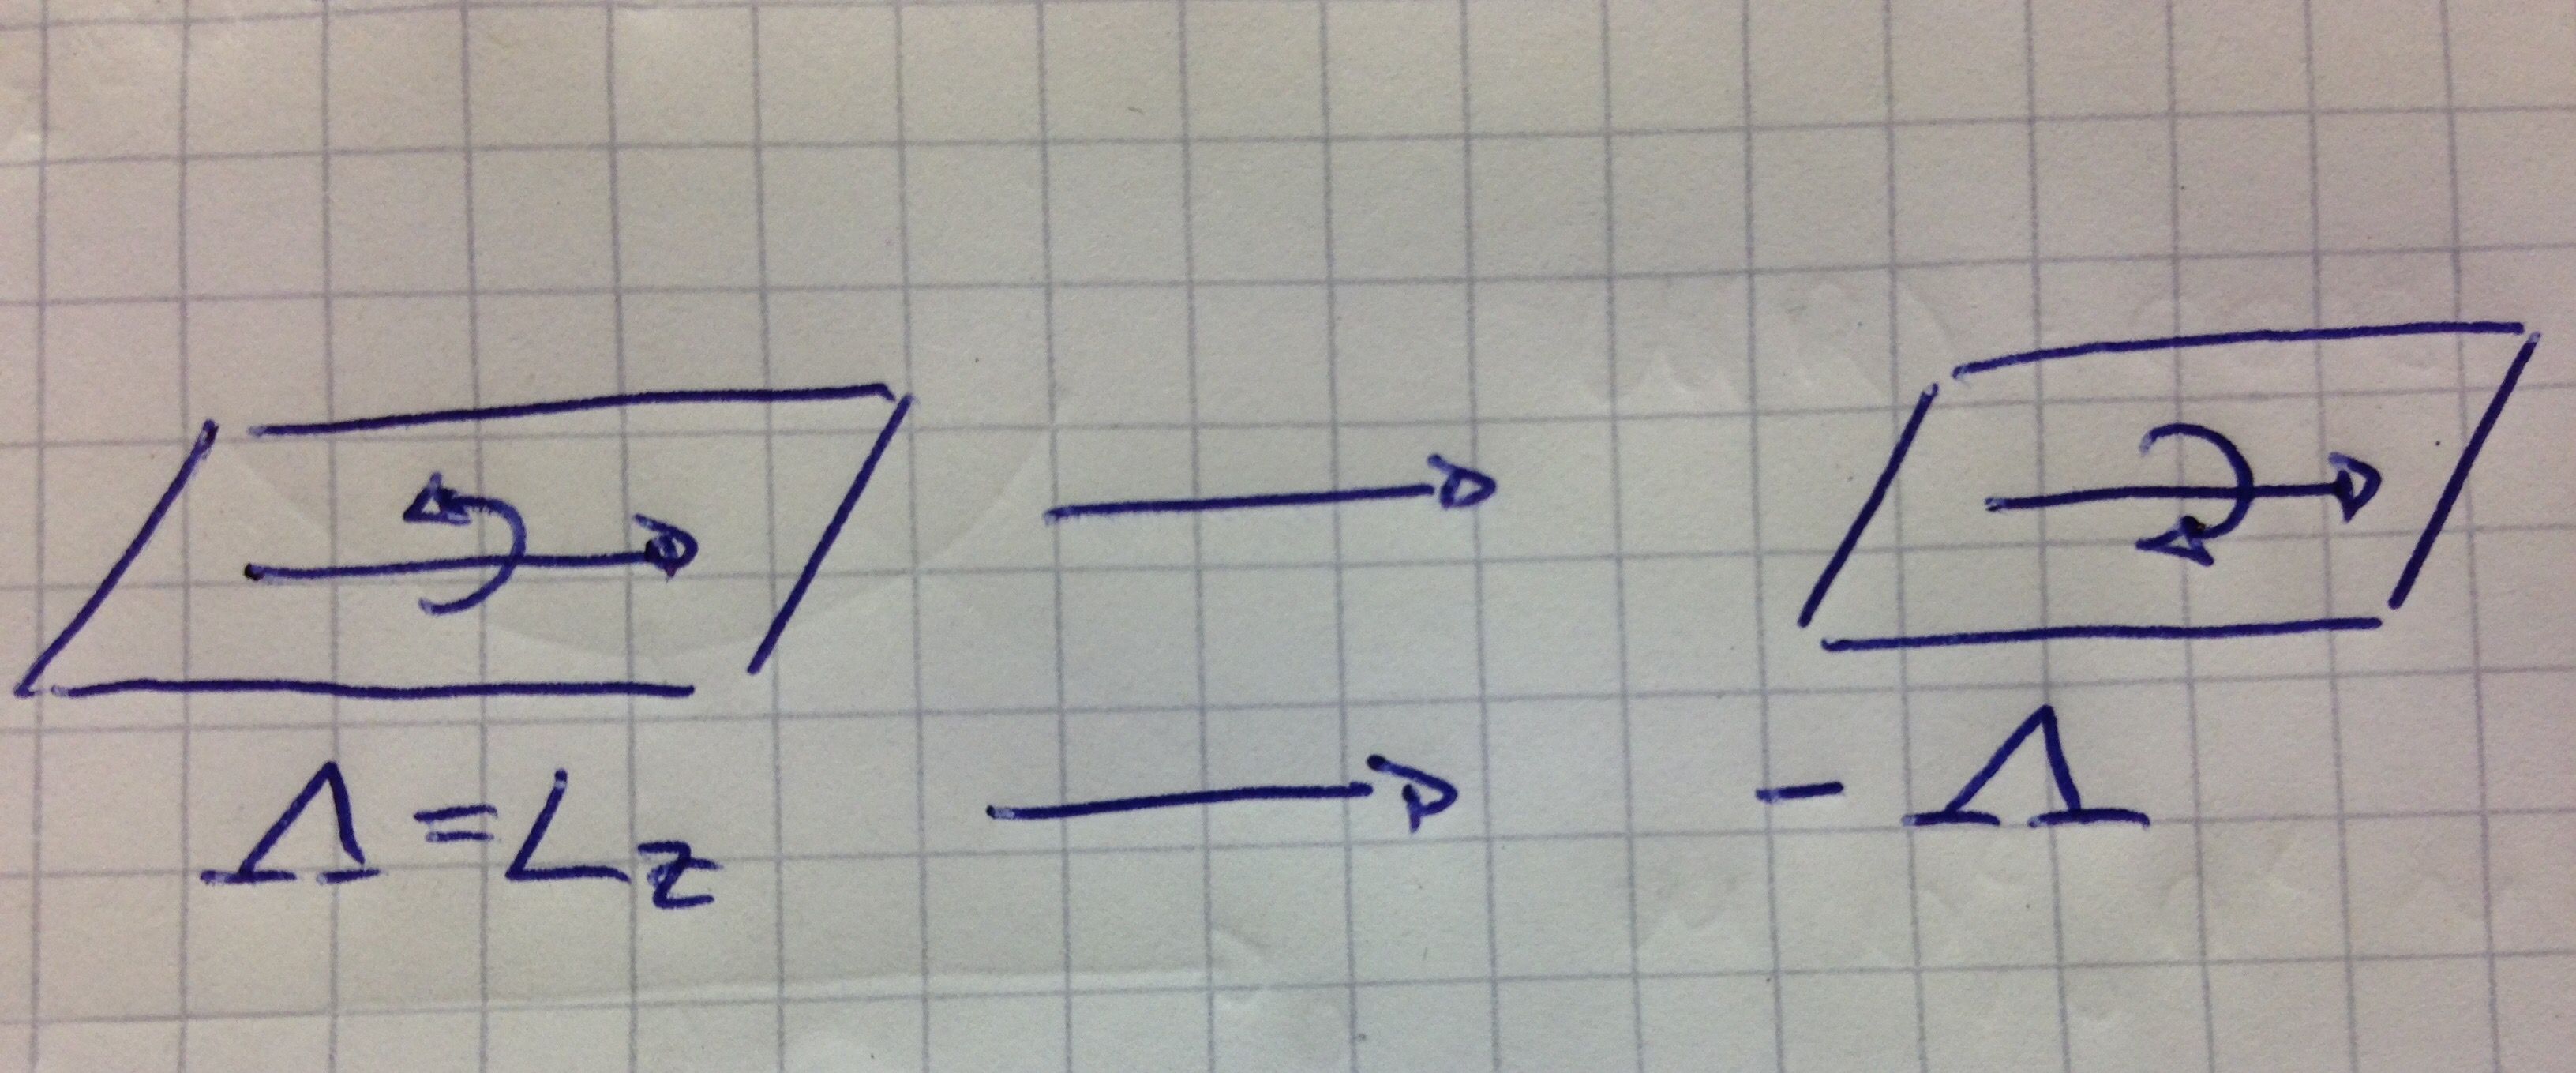 Λ = L_z → - Λ